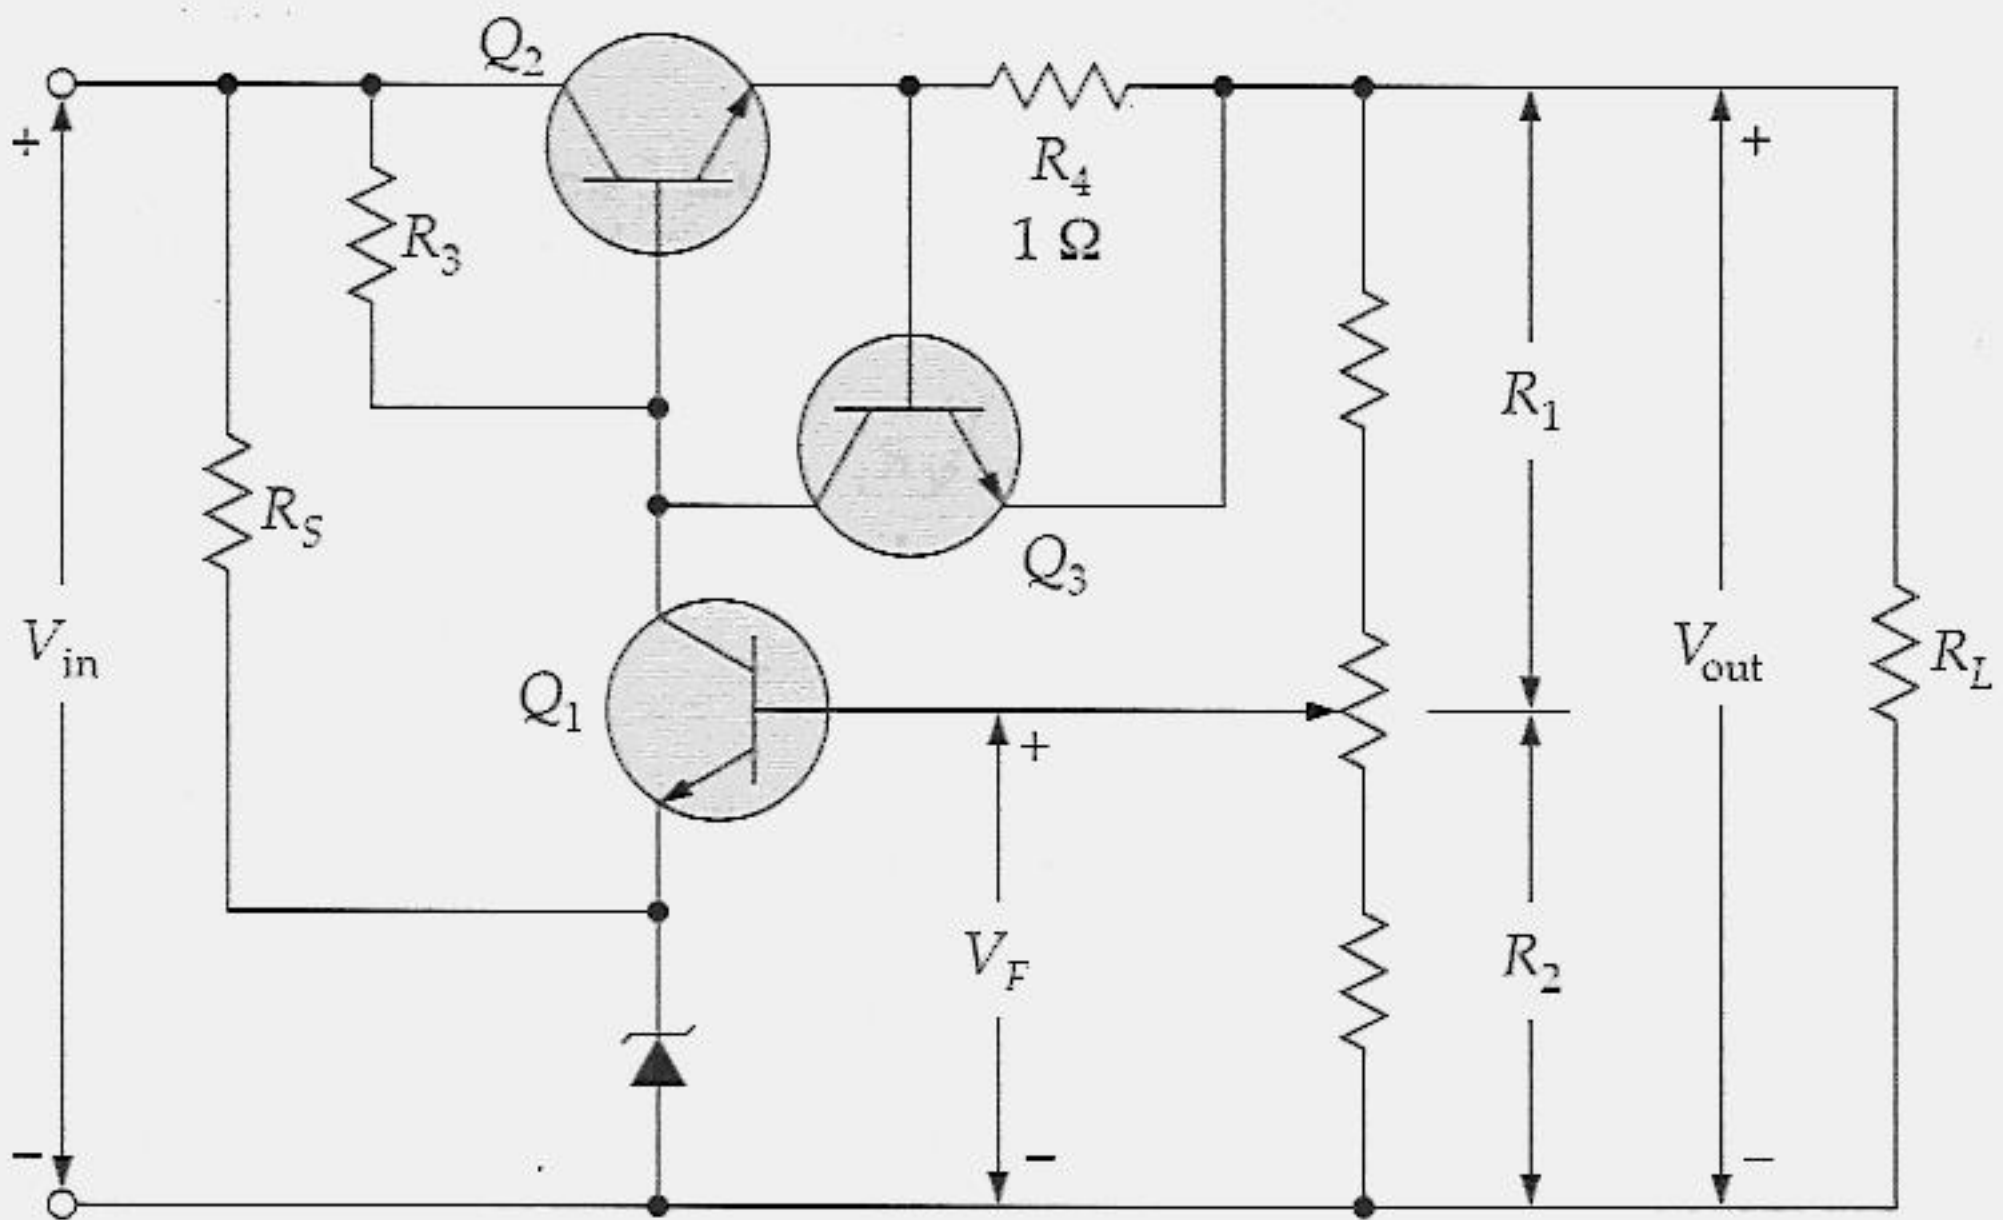 Q2
+
R4
1 Ω
+
R3
R1
RS
Q3
Vin
Vout
RL
Q1
+
VF
R2
−
−
−